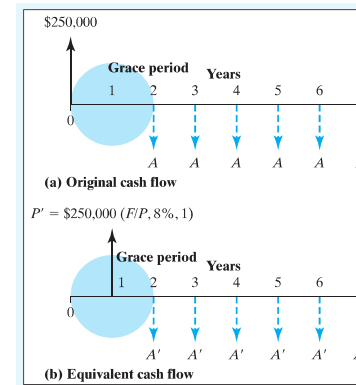 $250,000
Grace period
Years
1 2 3 4 5 6
0
A A A A A
(a) Original cash flow
P′ = $250,000 (F/P, 8%, 1)
Grace period
Years
1 2 3 4 5 6
0
A′ A′ A′ A′ A′
(b) Equivalent cash flow